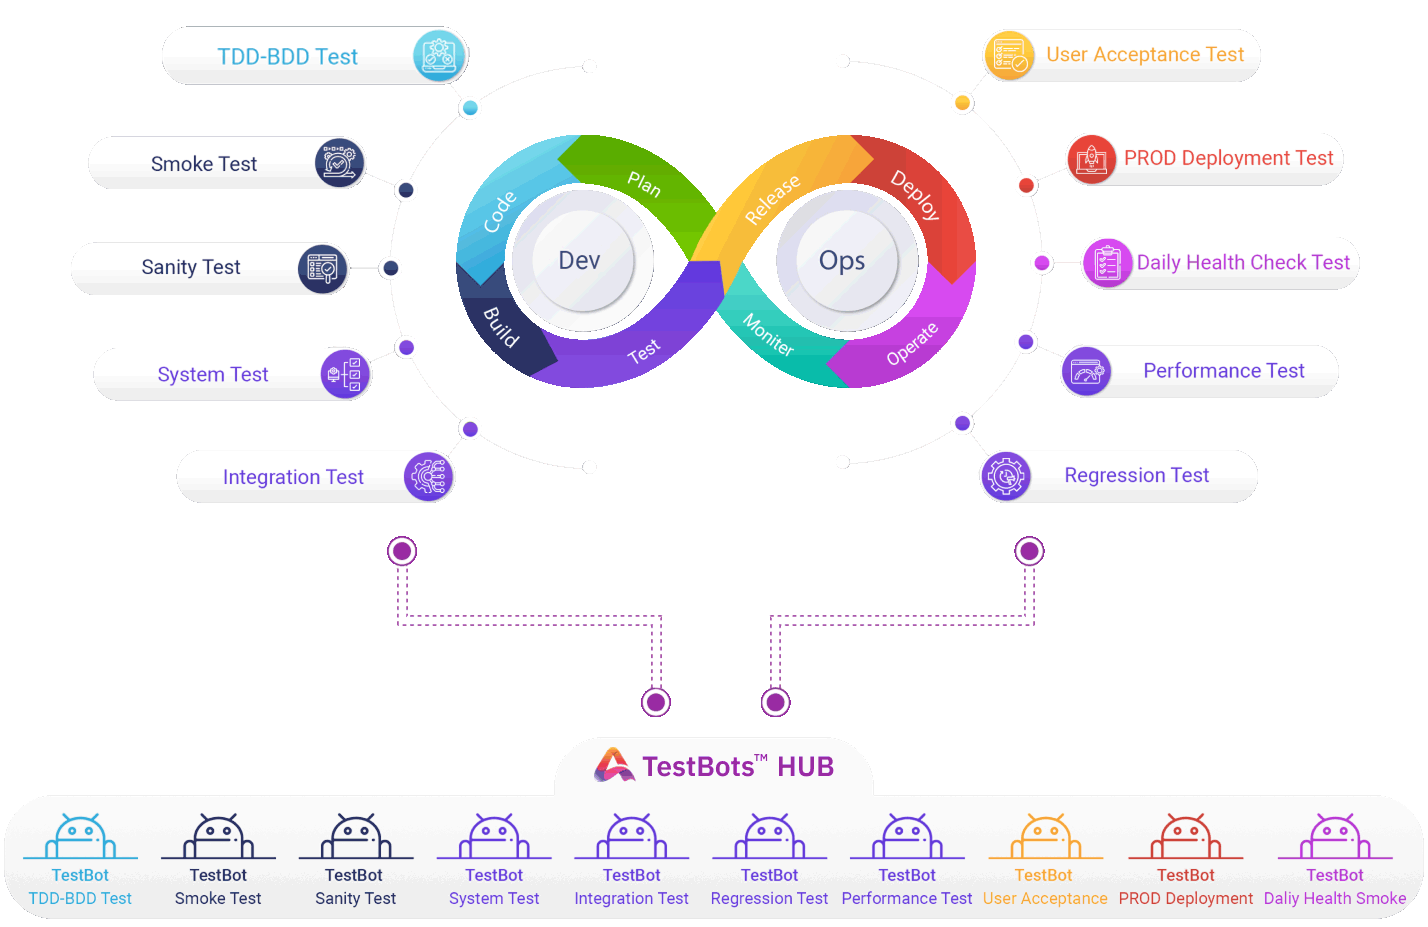 TDD-BDD Test
User Acceptance Test
Smoke Test
PROD Deployment Test
Sanity Test
Daily Health Check Test
System Test
Performance Test
Integration Test
Regression Test
Code
Plan
Build
Test
Dev
Release
Deploy
Moniter
Operate
Ops
TestBots™ HUB
TestBot
TDD-BDD Test
TestBot
Smoke Test
TestBot
Sanity Test
TestBot
System Test
TestBot
Integration Test
TestBot
Regression Test
TestBot
Performance Test
TestBot
User Acceptance
TestBot
PROD Deployment
TestBot
Daliy Health Smoke